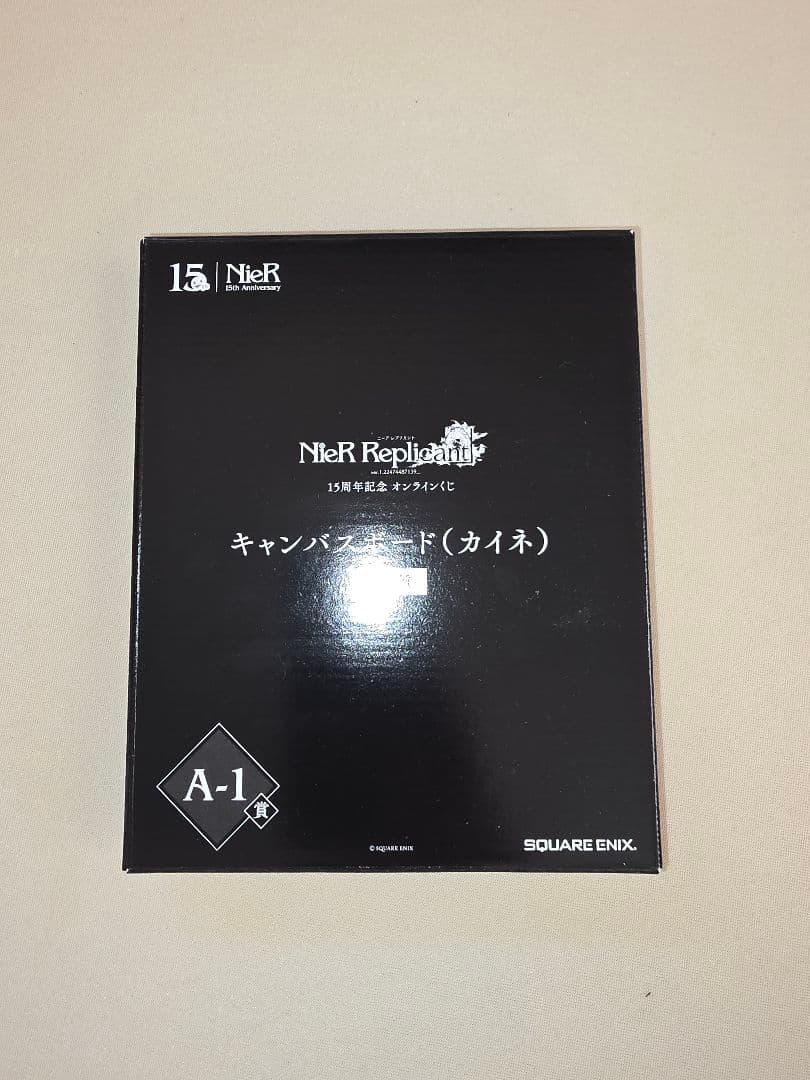 15 NieR
15th Anniversary
ニーア レプリカント
NieR Replicant
ver.1.22474487139...
15周年記念 オンラインくじ
キャンバスボード(カイネ)
A-1
賞
© SQUARE ENIX
SQUARE ENIX.